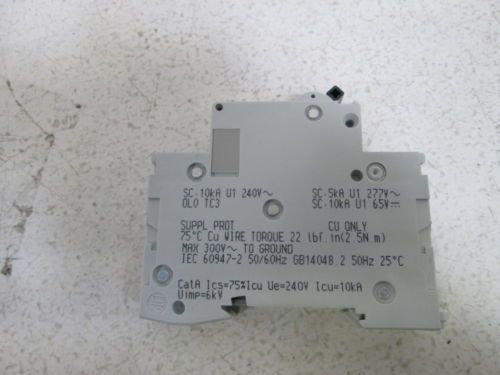 SC.10kA U1 240V~
OLO TC3
SC.5kA U1 277V~
SC.10kA U1 65V⎓
SUPPL PROT
CU ONLY
75°C Cu WIRE TORQUE 22 lbf.in(2.5N.m)
MAX 300V~ TO GROUND
IEC 60947-2 50/60Hz GB14048.2 50Hz 25°C
CatA Ics=75%Icu Ue=240V Icu=10kA
Uimp=6kV